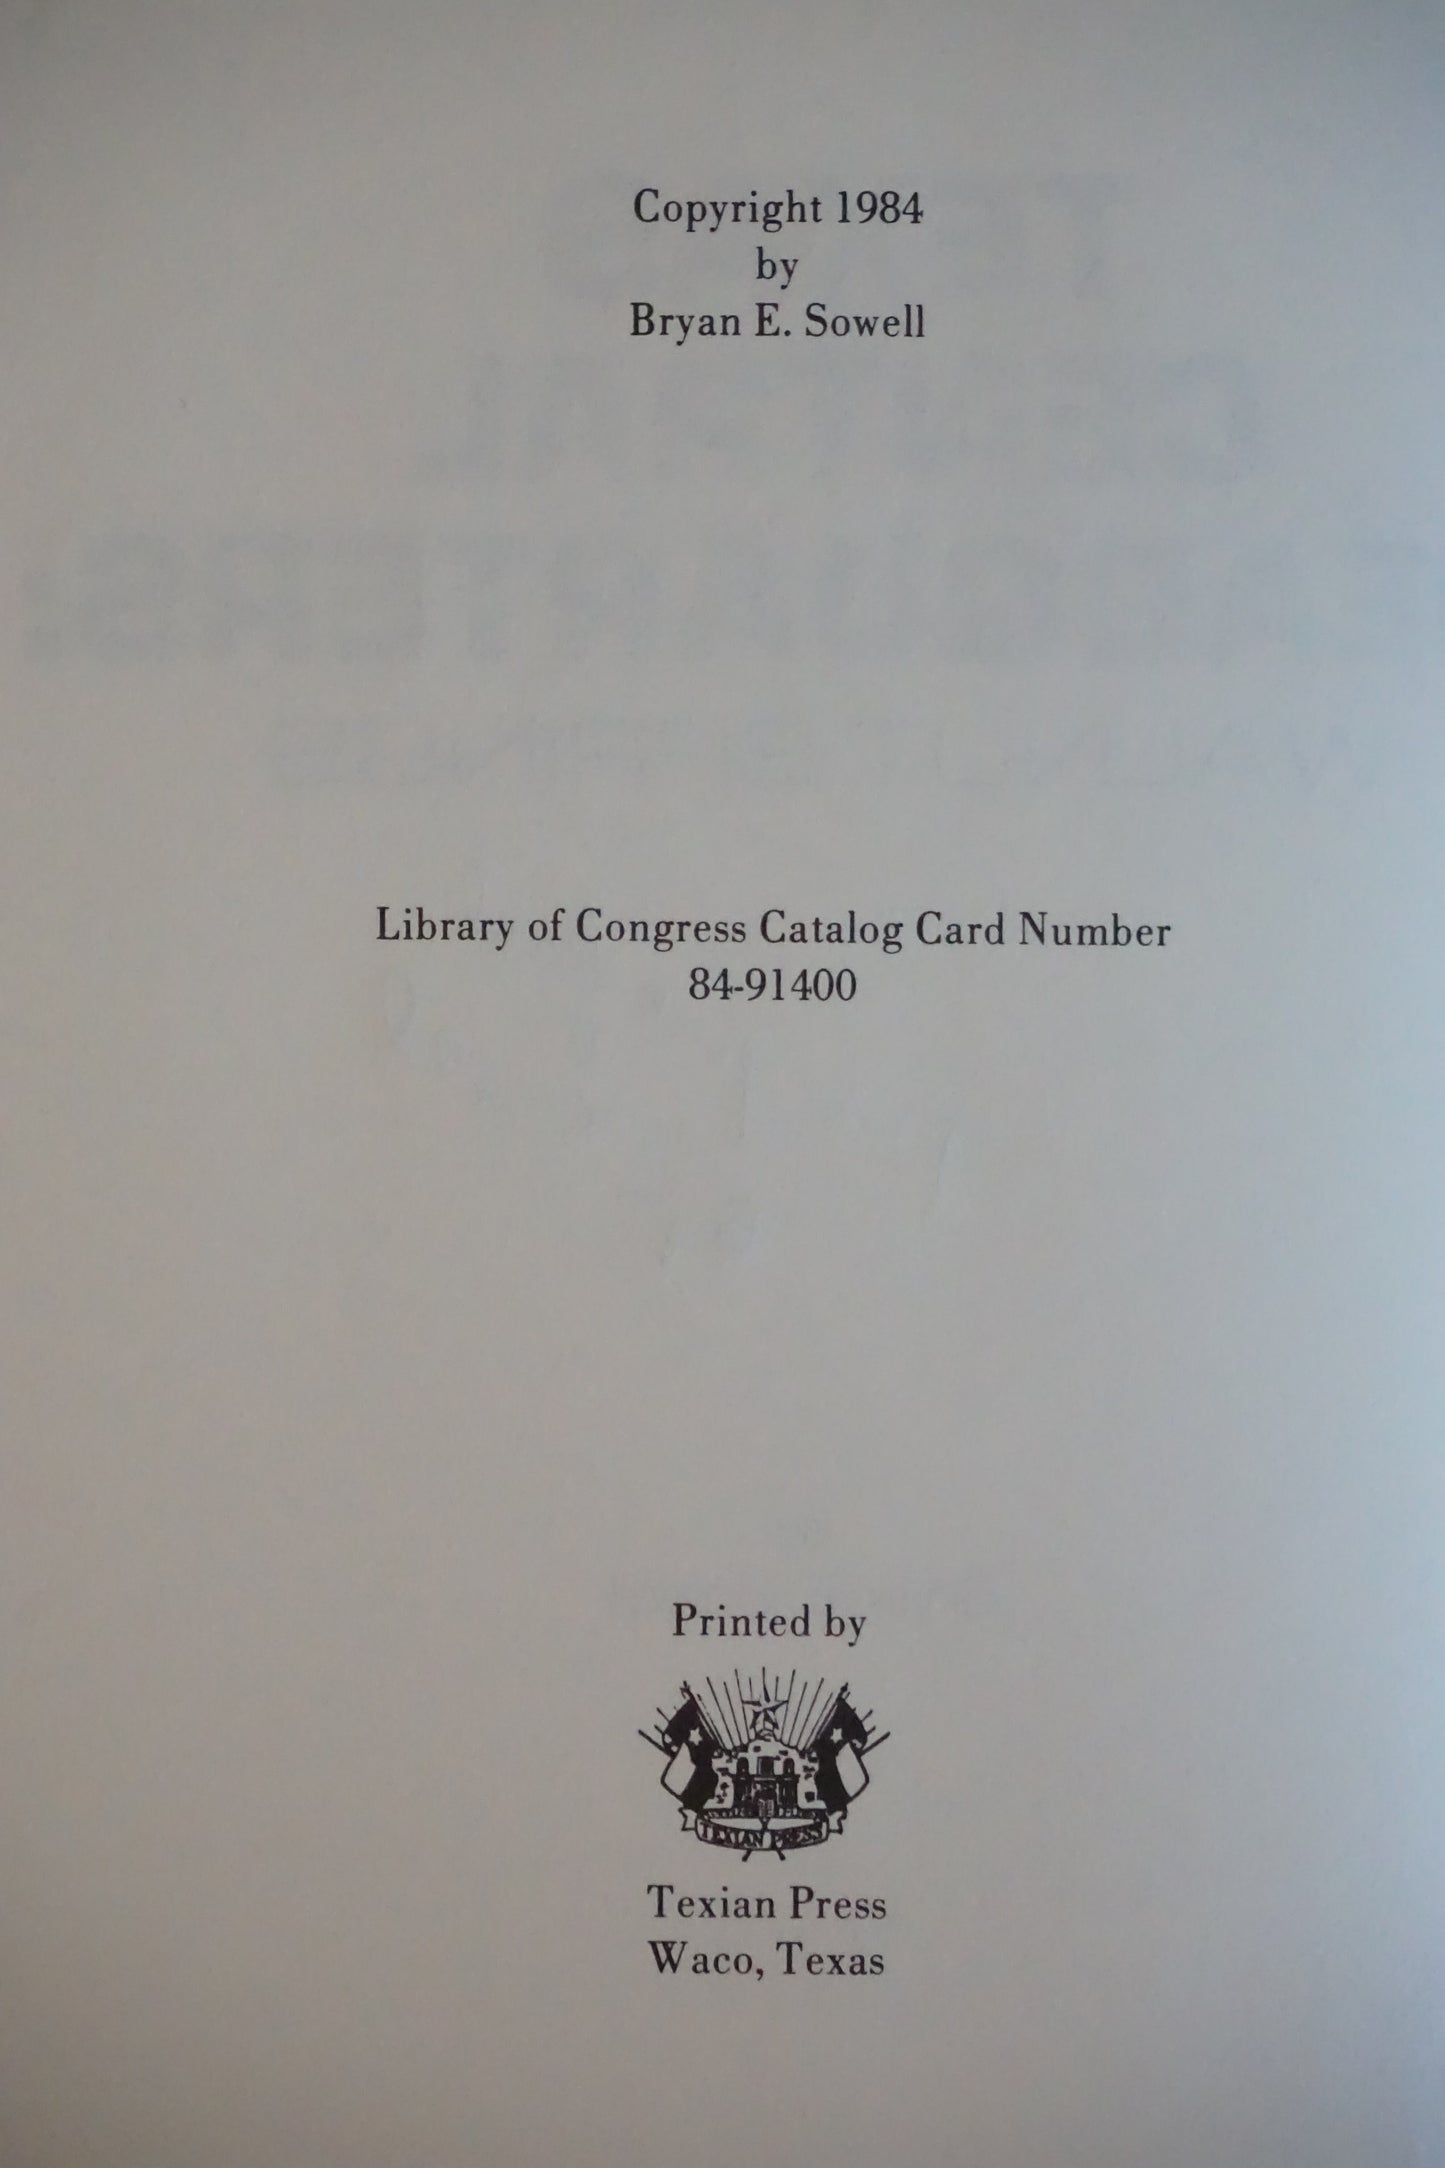 Copyright 1984
by
Bryan E. Sowell
Library of Congress Catalog Card Number
84-91400
Printed by
TEXIAN PRESS
Texian Press
Waco, Texas